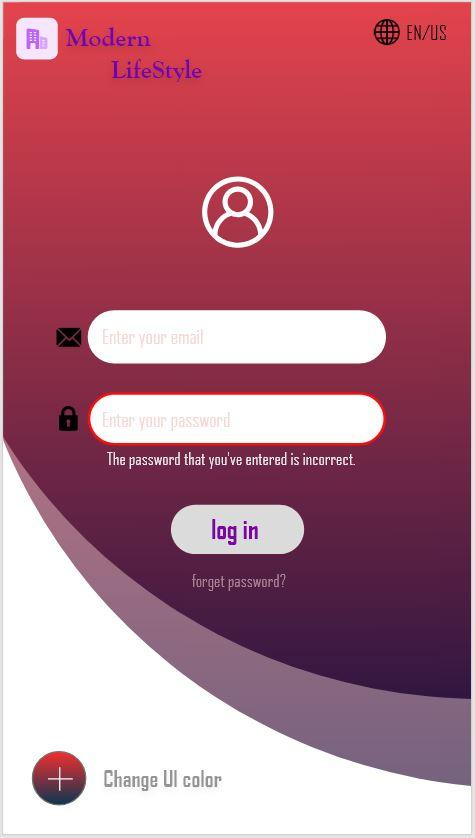 Modern
LifeStyle
EN/US
Enter your email
Enter your password
The password that you've entered is incorrect.
log in
forget password?
Change UI color